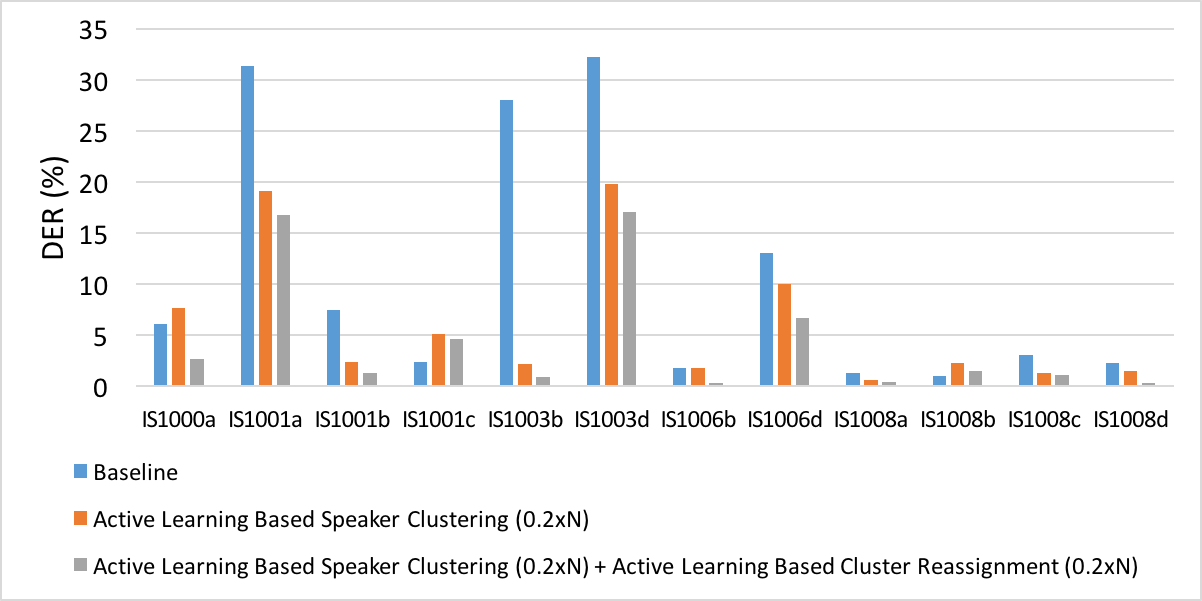 35
30
25
20
15
10
5
0
DER (%)
IS1000a IS1001a IS1001b IS1001c IS1003b IS1003d IS1006b IS1006d IS1008a IS1008b IS1008c IS1008d
Baseline
Active Learning Based Speaker Clustering (0.2xN)
Active Learning Based Speaker Clustering (0.2xN) + Active Learning Based Cluster Reassignment (0.2xN)